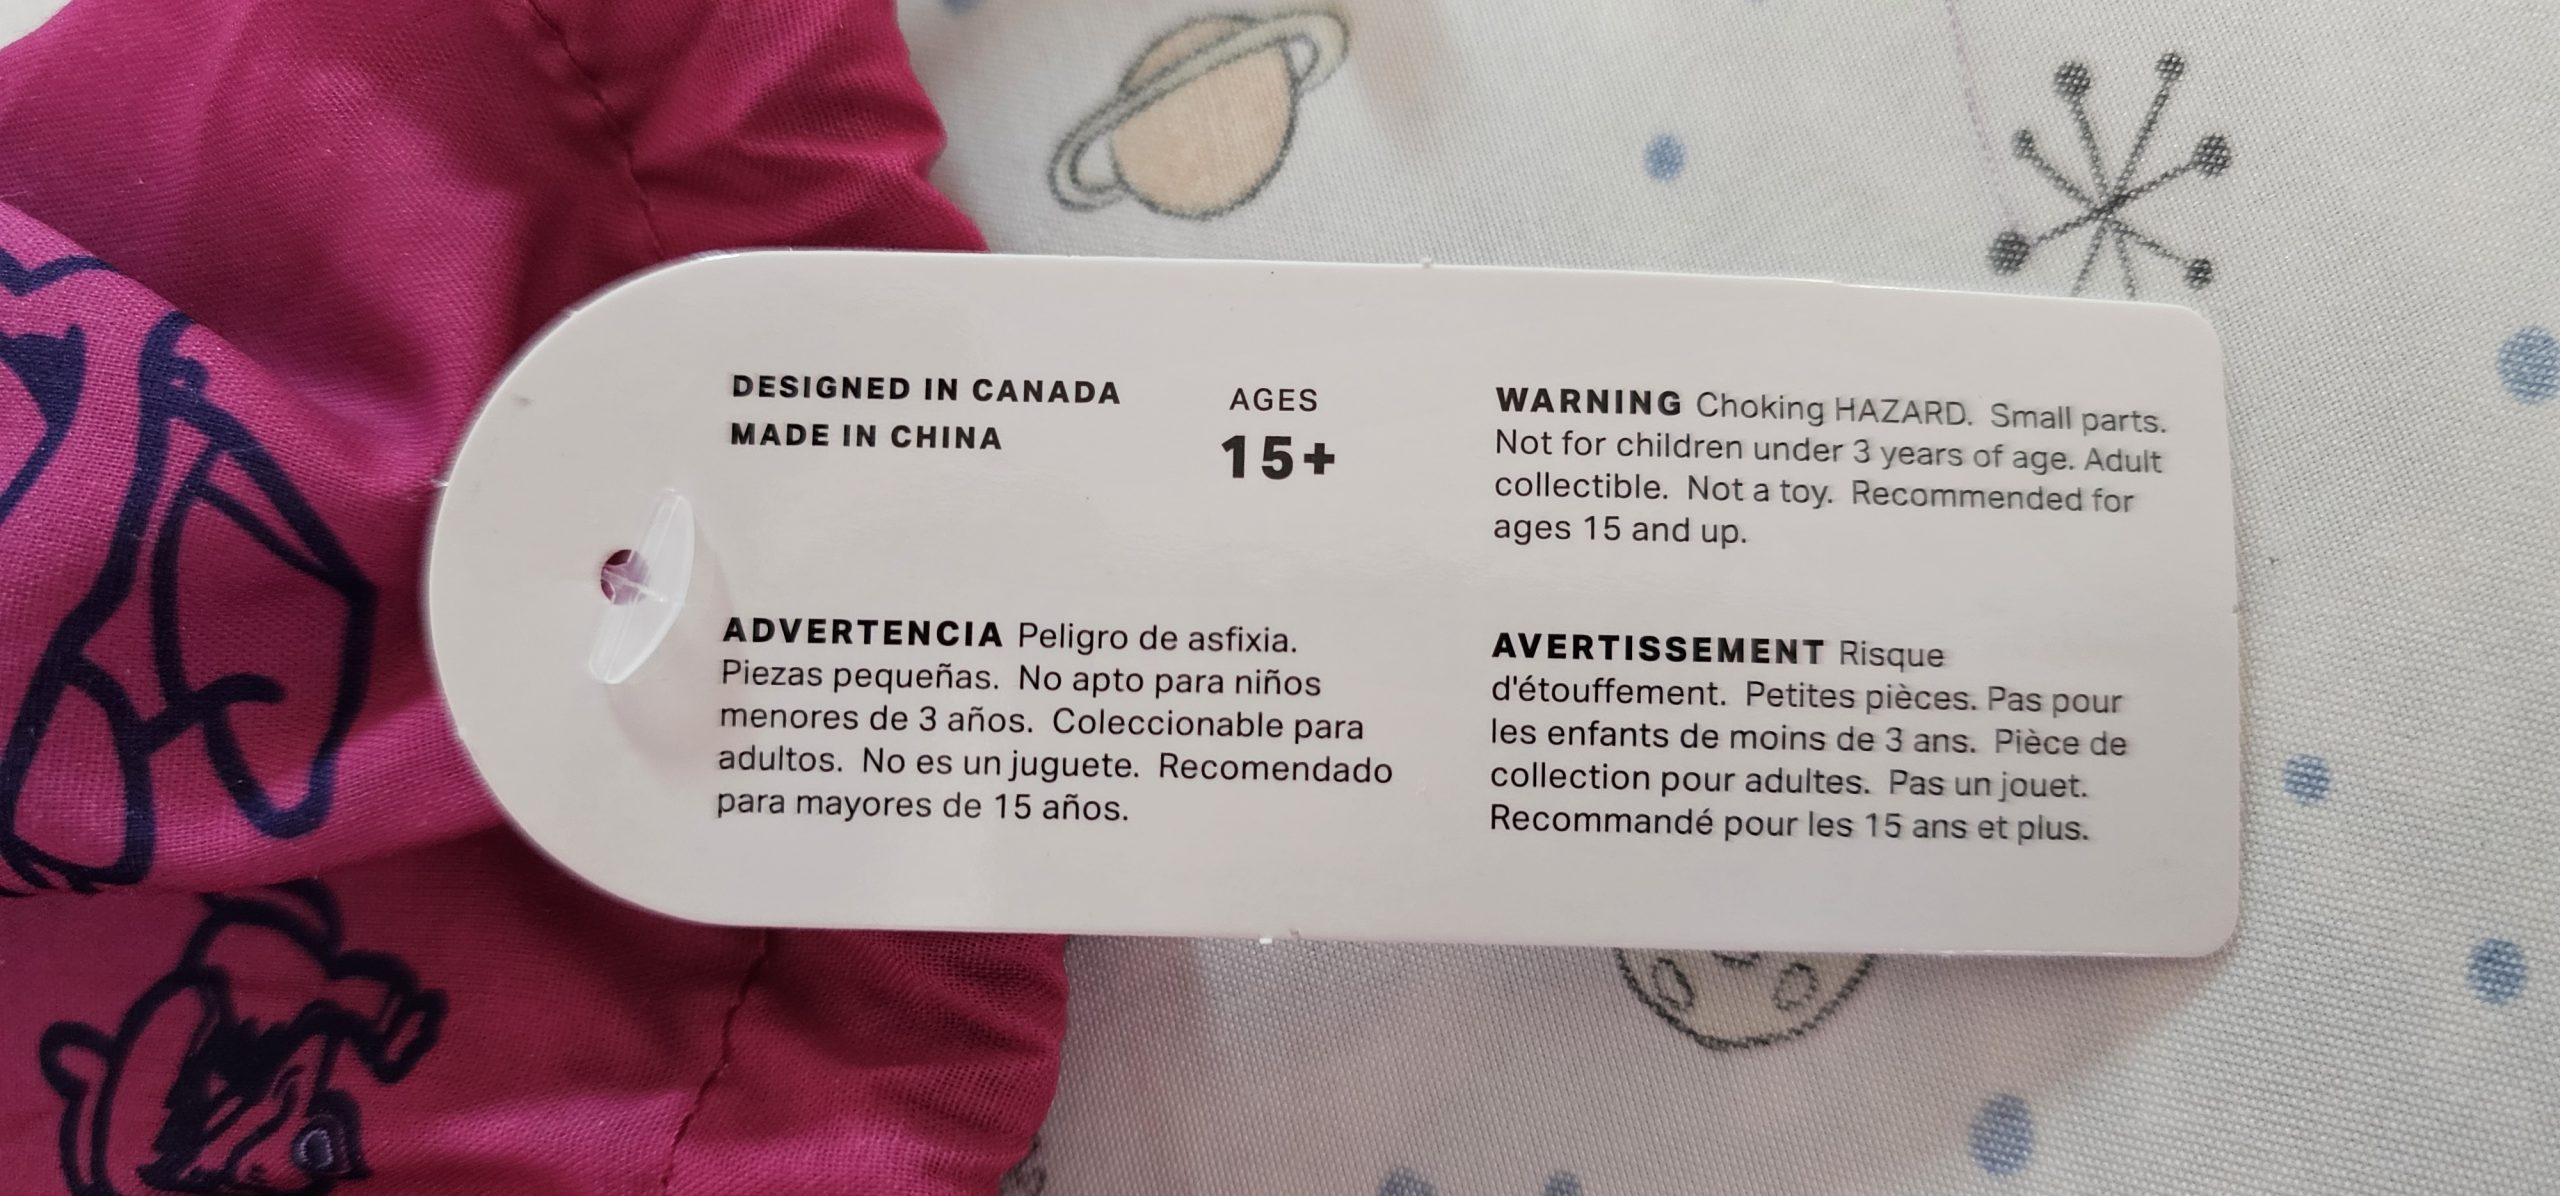 DESIGNED IN CANADA
MADE IN CHINA
AGES
15+
WARNING Choking HAZARD. Small parts.
Not for children under 3 years of age. Adult
collectible. Not a toy. Recommended for
ages 15 and up.
ADVERTENCIA Peligro de asfixia.
Piezas pequeñas. No apto para niños
menores de 3 años. Coleccionable para
adultos. No es un juguete. Recomendado
para mayores de 15 años.
AVERTISSEMENT Risque
d'étouffement. Petites pièces. Pas pour
les enfants de moins de 3 ans. Pièce de
collection pour adultes. Pas un jouet.
Recommandé pour les 15 ans et plus.